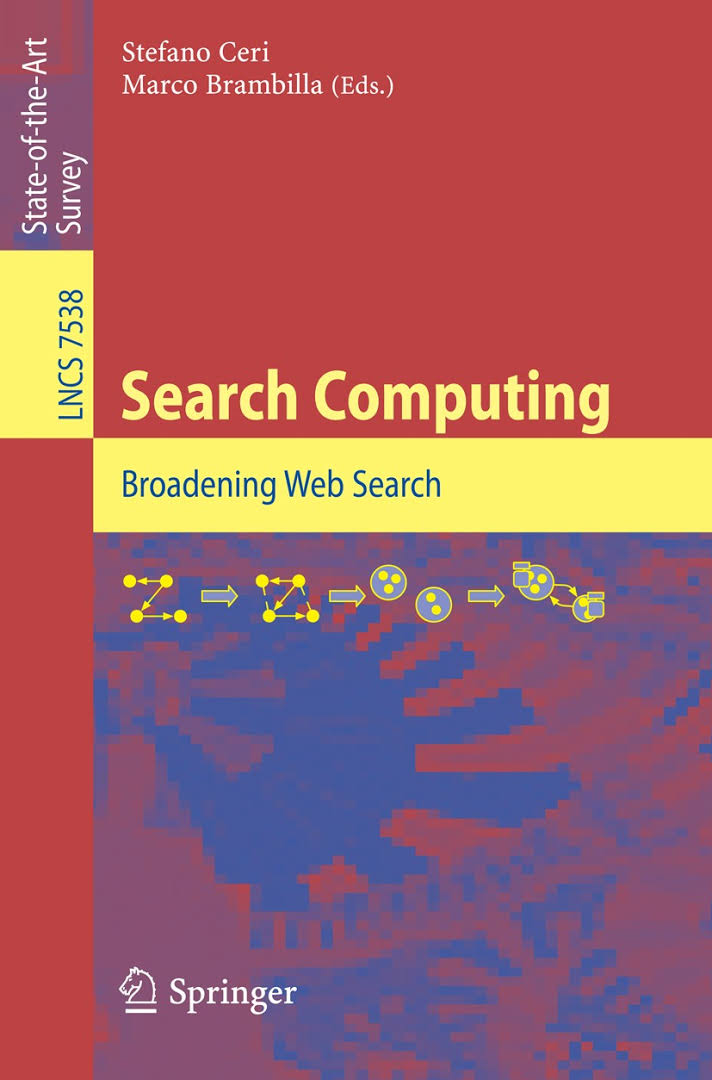 Stefano Ceri
Marco Brambilla (Eds.)
State-of-the-Art
Survey
LNCS 7538
Search Computing
Broadening Web Search
Springer